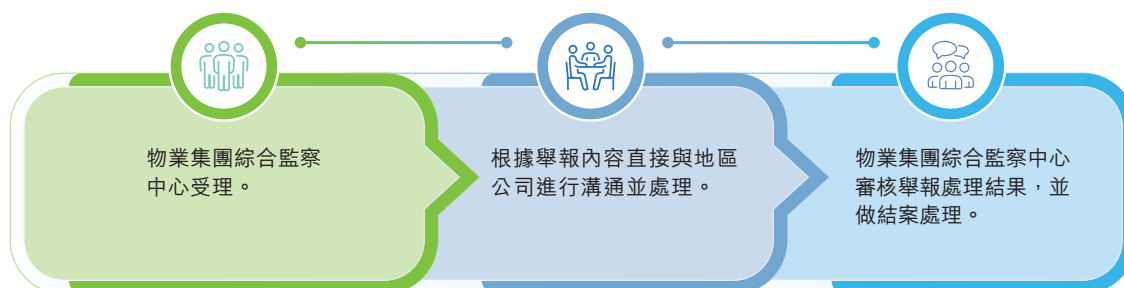 物業集團綜合監察
中心受理。
根據舉報內容直接與地區
公司進行溝通並處理。
物業集團綜合監察中心
審核舉報處理結果，並
做結案處理。